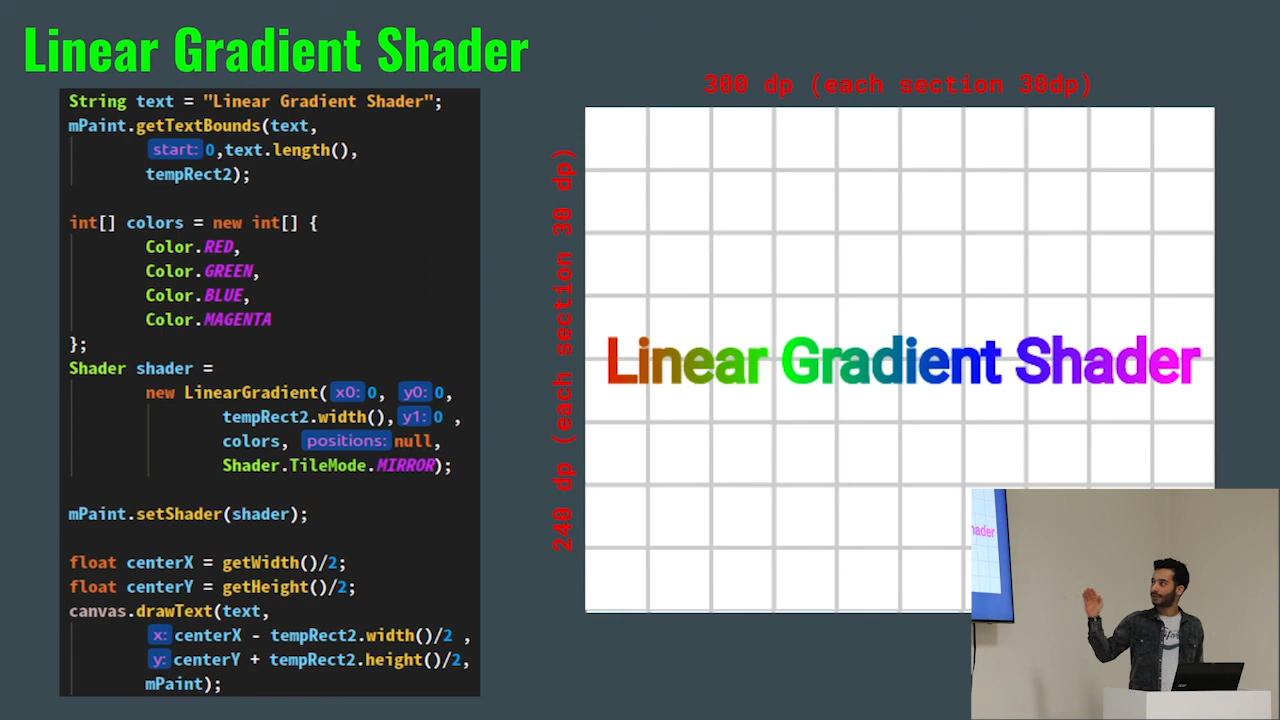 Linear Gradient Shader
String text = "Linear Gradient Shader";
mPaint.getTextBounds(text,
start: 0,text.length(),
tempRect2);
int[] colors = new int[] {
Color.RED,
Color.GREEN,
Color.BLUE,
Color.MAGENTA
};
Shader shader =
new LinearGradient( x0: 0, y0: 0,
tempRect2.width(), y1: 0 ,
colors, positions: null,
Shader.TileMode.MIRROR);
mPaint.setShader(shader);
float centerX = getWidth()/2;
float centerY = getHeight()/2;
canvas.drawText(text,
x: centerX - tempRect2.width()/2 ,
y: centerY + tempRect2.height()/2,
mPaint);
300 dp (each section 30dp)
240 dp (each section 30 dp)
Linear Gradient Shader
hader